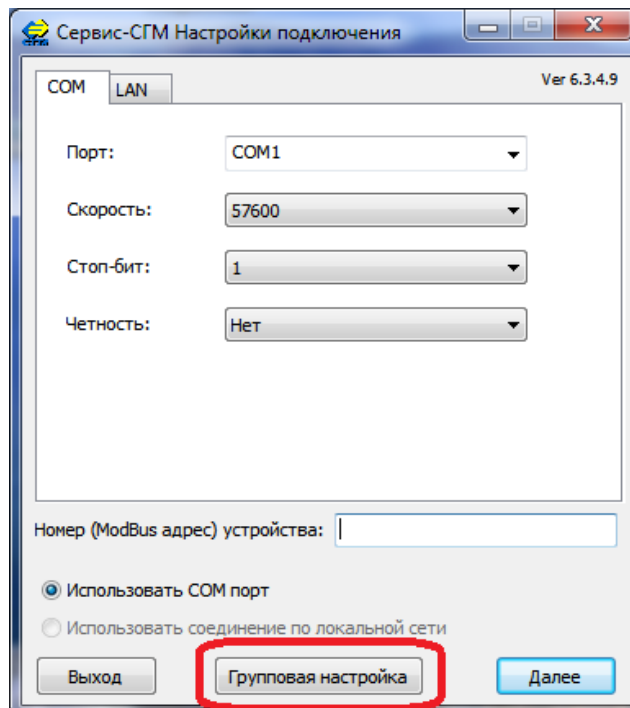 Сервис-СГМ Настройки подключения
COM
LAN
Ver 6.3.4.9
Порт:
COM1
Скорость:
57600
Стоп-бит:
1
Четность:
Нет
Номер (ModBus адрес) устройства:
Использовать COM порт
Использовать соединение по локальной сети
Выход
Групповая настройка
Далее